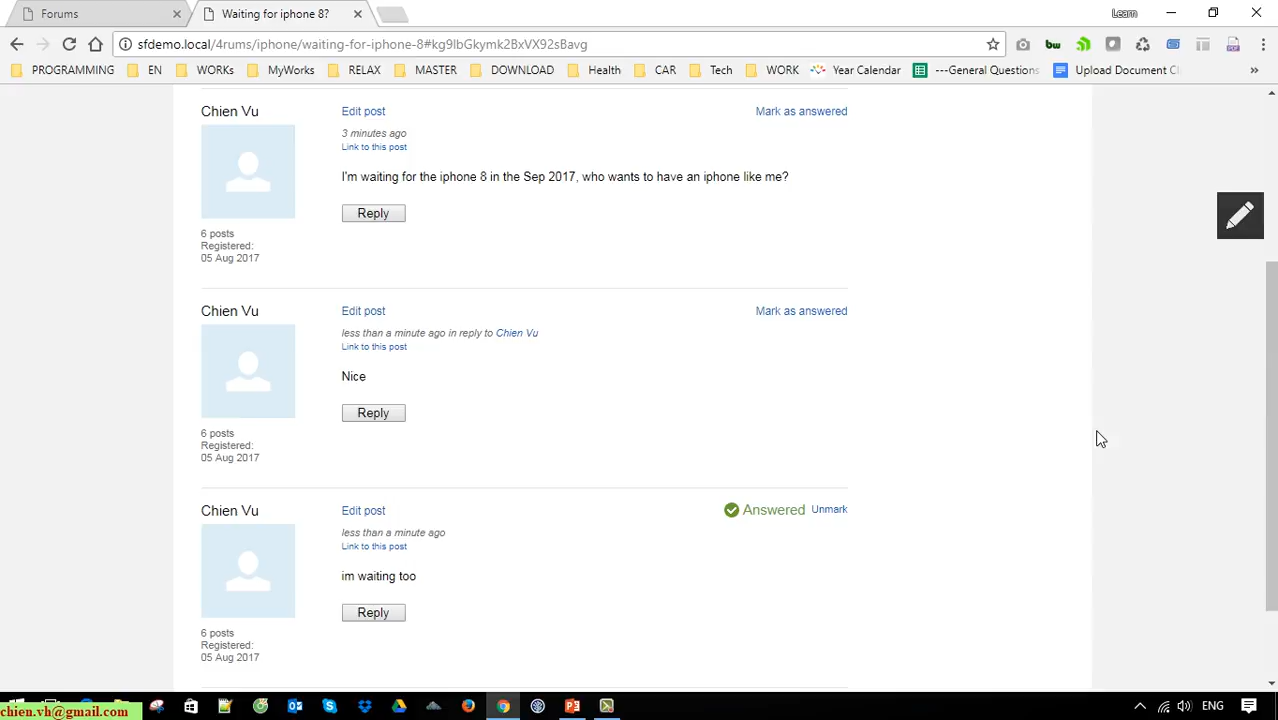 Forums
Waiting for iphone 8?
Learn
sfdemo.local/4rums/iphone/waiting-for-iphone-8#kg9lbGkymk2BxVX92sBavg
PROGRAMMING EN WORKs MyWorks RELAX MASTER DOWNLOAD Health CAR Tech WORK Year Calendar ---General Questions Upload Document Cl
Chien Vu
Edit post
Mark as answered
3 minutes ago
Link to this post
I'm waiting for the iphone 8 in the Sep 2017, who wants to have an iphone like me?
Reply
6 posts
Registered:
05 Aug 2017
Chien Vu
Edit post
Mark as answered
less than a minute ago in reply to Chien Vu
Link to this post
Nice
Reply
6 posts
Registered:
05 Aug 2017
Chien Vu
Edit post
Answered Unmark
less than a minute ago
Link to this post
im waiting too
Reply
6 posts
Registered:
05 Aug 2017
ENG
chien.vh@gmail.com